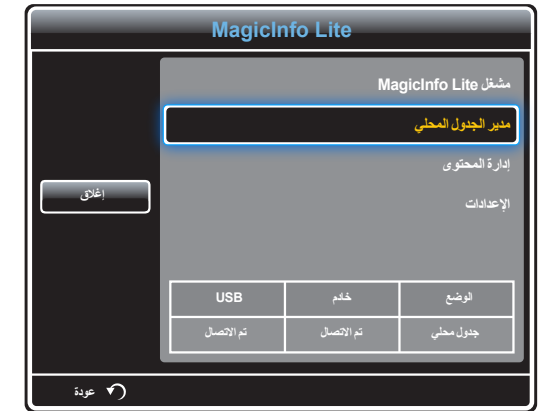 MagicInfo Lite
مشغل MagicInfo Lite
مدير الجدول المحلي
إدارة المحتوى
الإعدادات
إغلاق
الوضع خادم USB
جدول محلي تم الاتصال تم الاتصال
عودة